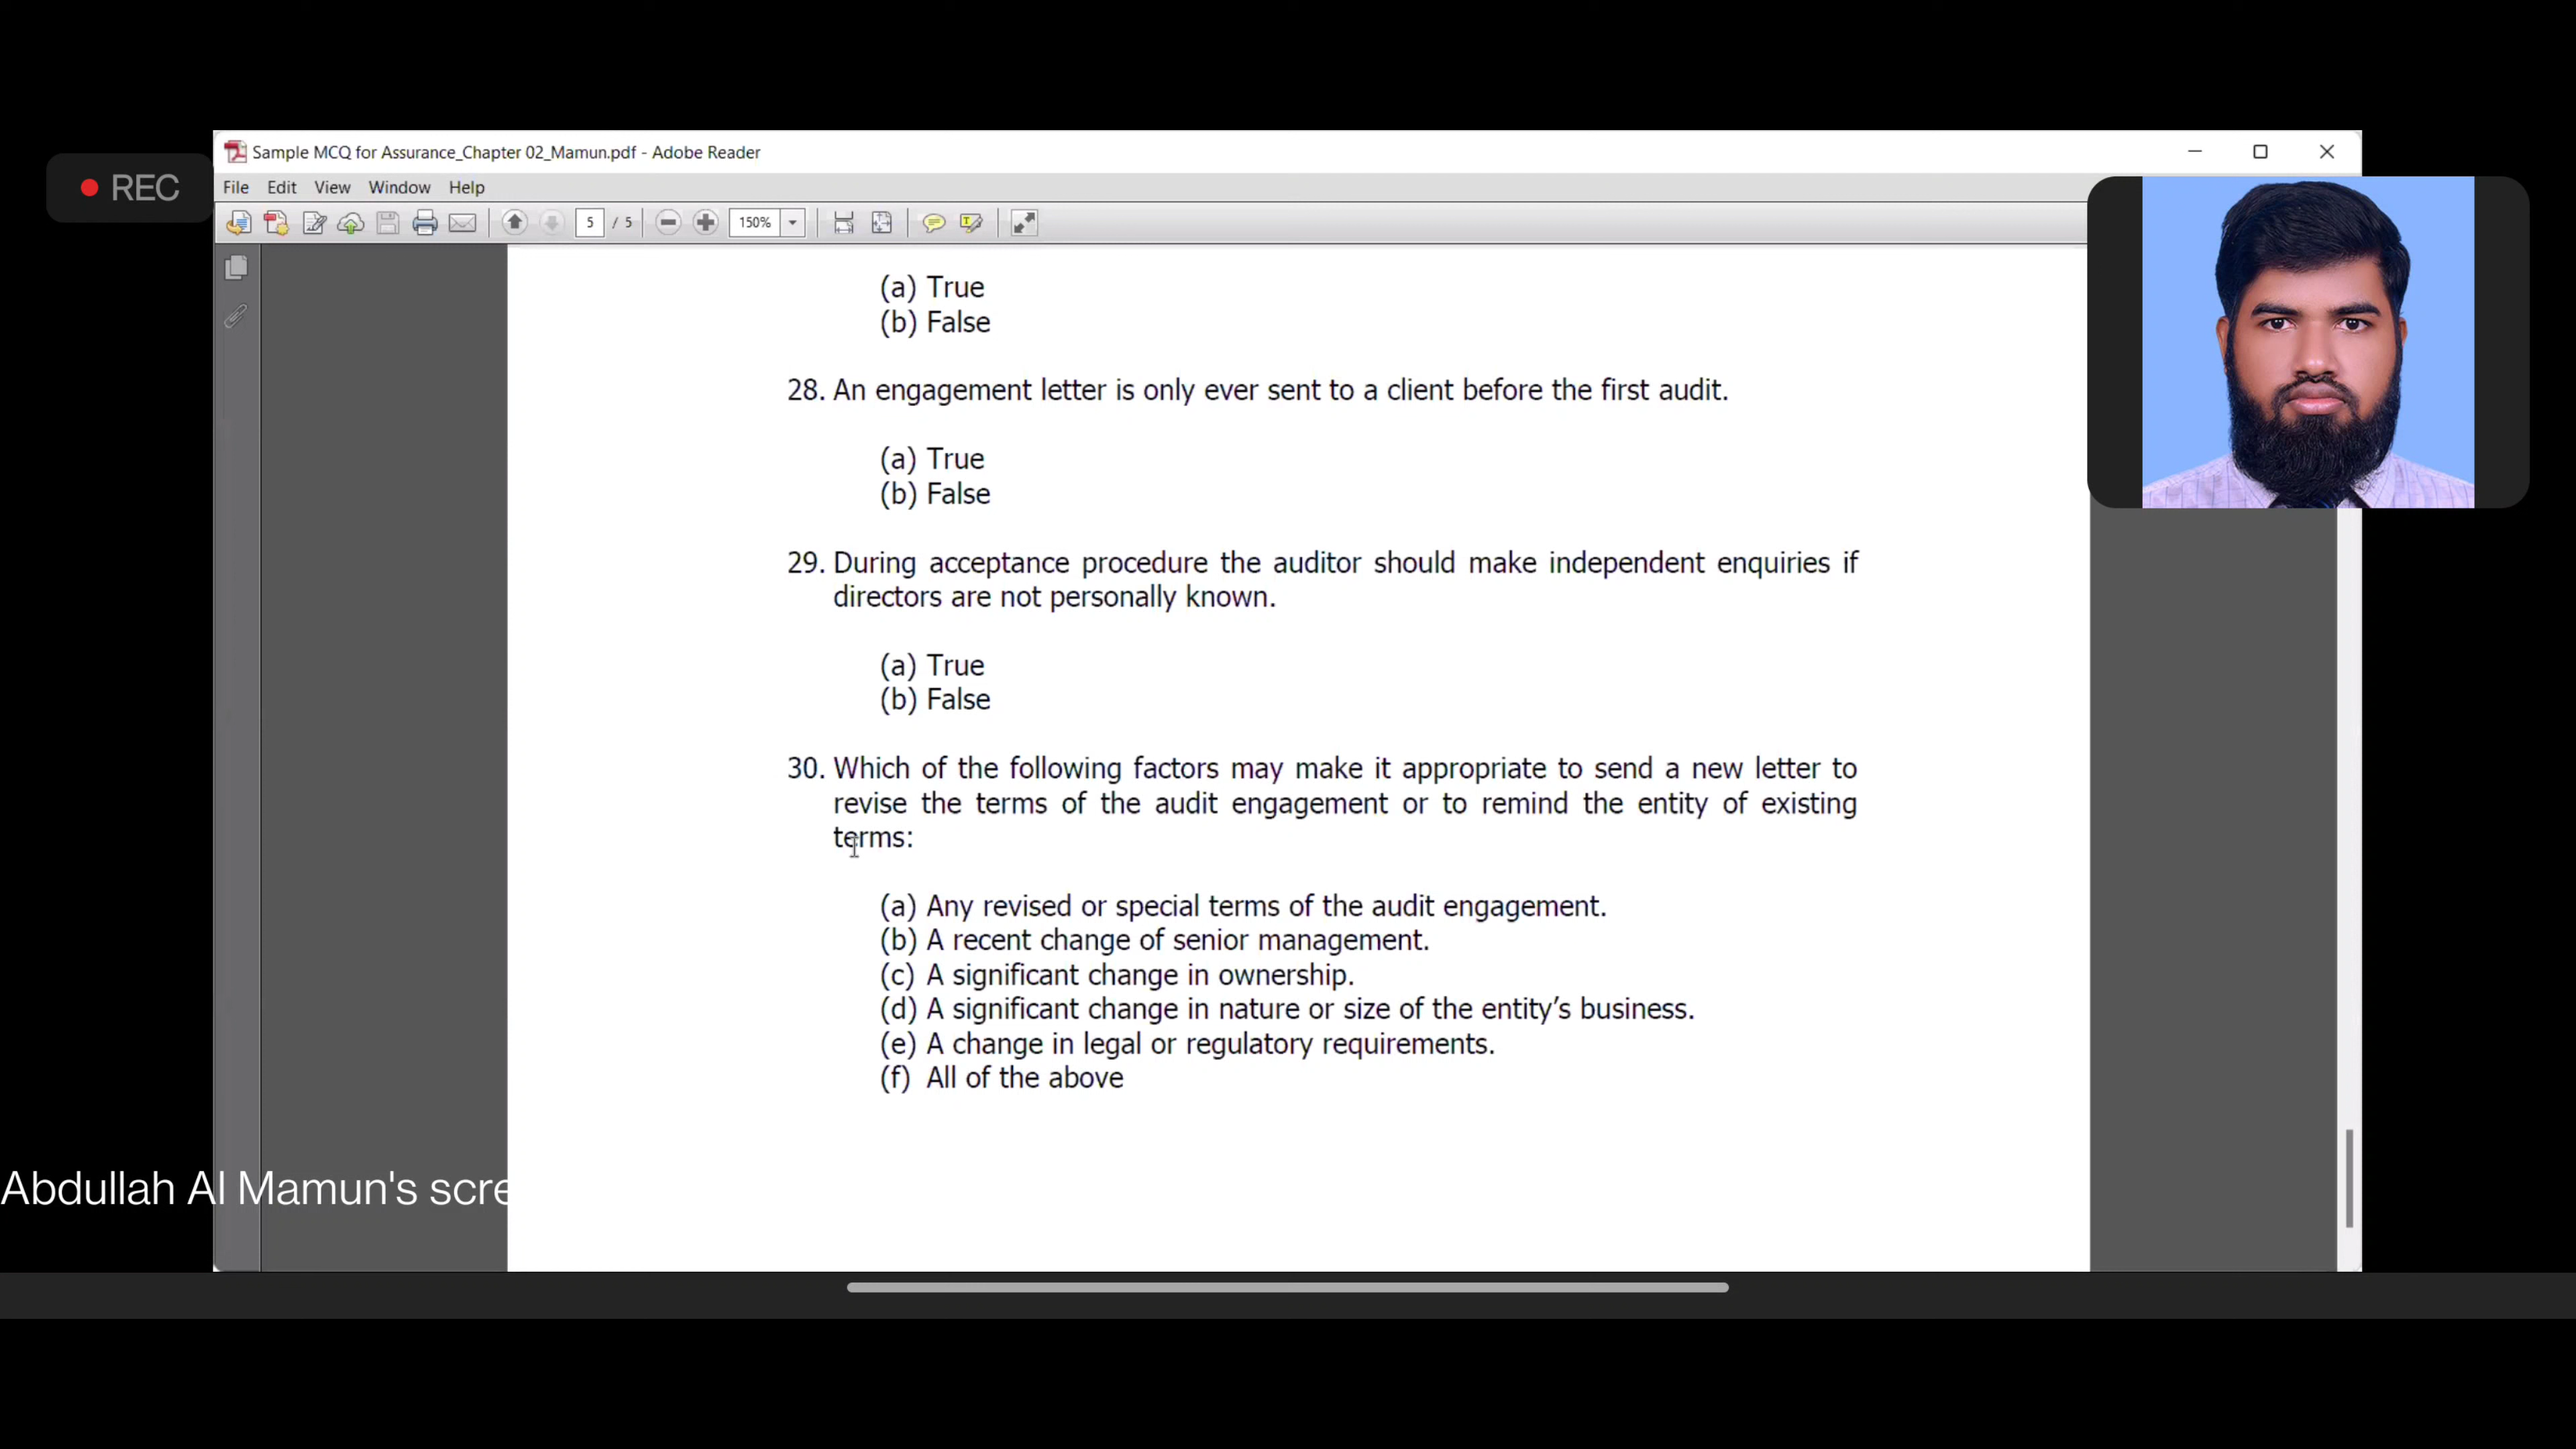 Sample MCQ for Assurance_Chapter 02_Mamun.pdf - Adobe Reader
REC
File Edit View Window Help
5 / 5 150%
(a) True
(b) False
28. An engagement letter is only ever sent to a client before the first audit.
(a) True
(b) False
29. During acceptance procedure the auditor should make independent enquiries if
directors are not personally known.
(a) True
(b) False
30. Which of the following factors may make it appropriate to send a new letter to
revise the terms of the audit engagement or to remind the entity of existing
terms:
(a) Any revised or special terms of the audit engagement.
(b) A recent change of senior management.
(c) A significant change in ownership.
(d) A significant change in nature or size of the entity’s business.
(e) A change in legal or regulatory requirements.
(f) All of the above
Abdullah Al Mamun's scre